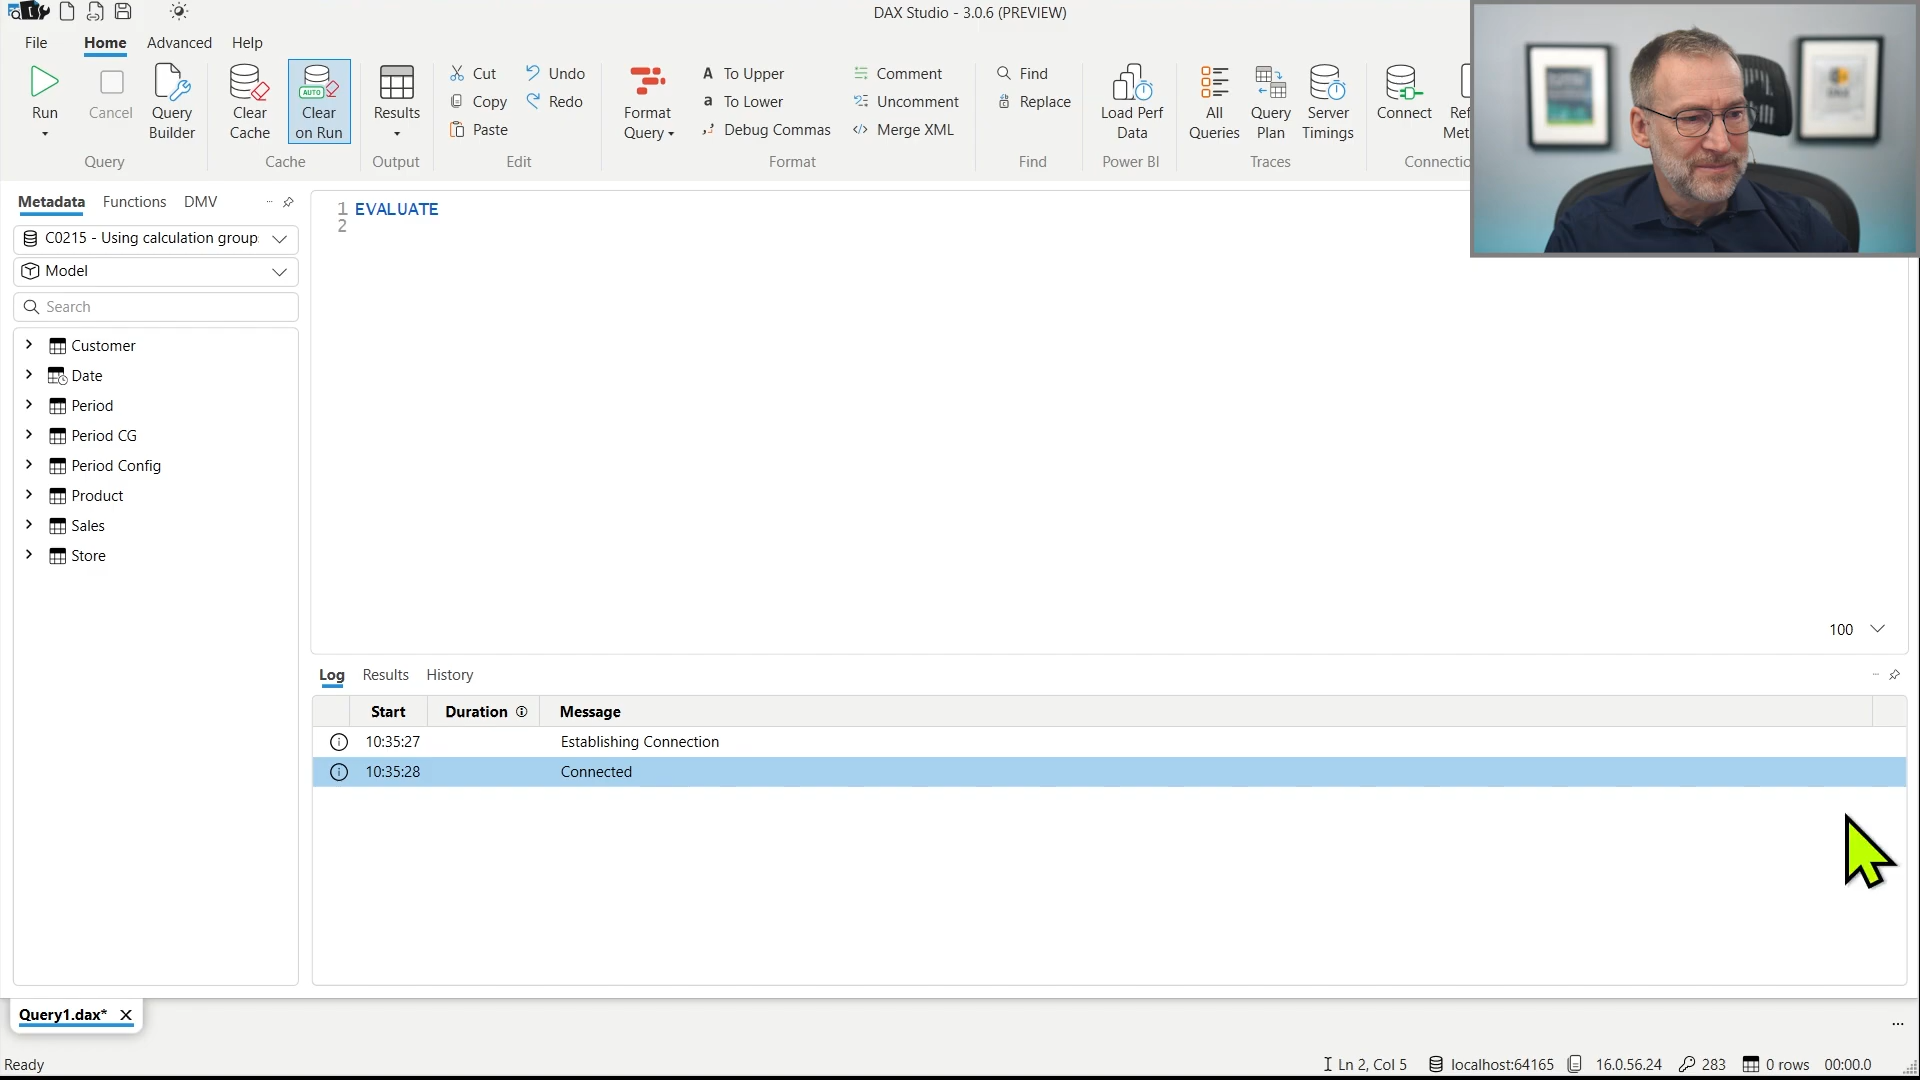 DAX Studio - 3.0.6 (PREVIEW)
File Home Advanced Help
Run
Cancel
Query Builder
Query
Clear Cache
AUTO
Clear on Run
Cache
Results
Output
Cut
Copy
Paste
Undo
Redo
Edit
Format Query
A To Upper
a To Lower
Debug Commas
Comment
Uncomment
Merge XML
Format
Find
Replace
Find
Load Perf Data
Power BI
All Queries
Query Plan
Server Timings
Traces
Connect
Metadata Functions DMV
C0215 - Using calculation group
Model
Search
Customer
Date
Period
Period CG
Period Config
Product
Sales
Store
1 EVALUATE
2
100
Log Results History
Start Duration Message
10:35:27 Establishing Connection
10:35:28 Connected
Query1.dax*
Ready
Ln 2, Col 5 localhost:64165 16.0.56.24 283 0 rows 00:00.0